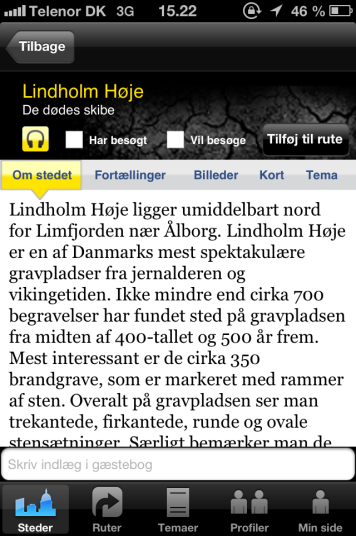 Telenor DK 3G 15.22 46 %
Tilbage
Lindholm Høje
De dødes skibe
Har besøgt Vil besøge Tilføj til rute
Om stedet Fortællinger Billeder Kort Tema
Lindholm Høje ligger umiddelbart nord
for Limfjorden nær Ålborg. Lindholm Høje
er en af Danmarks mest spektakulære
gravpladser fra jernalderen og
vikingetiden. Ikke mindre end cirka 700
begravelser har fundet sted på gravpladsen
fra midten af 400-tallet og 500 år frem.
Mest interessant er de cirka 350
brandgrave, som er markeret med rammer
af sten. Overalt på gravpladsen ser man
trekantede, firkantede, runde og ovale
stensætninger. Særligt bemærker man de
Skriv indlæg i gæstebog
Steder Ruter Temaer Profiler Min side